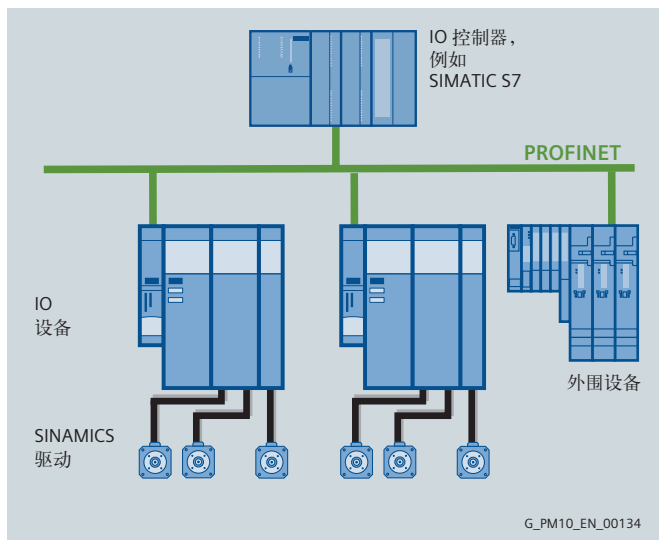 IO 控制器，
例如
SIMATIC S7
PROFINET
IO
设备
外围设备
SINAMICS
驱动
G_PM10_EN_00134